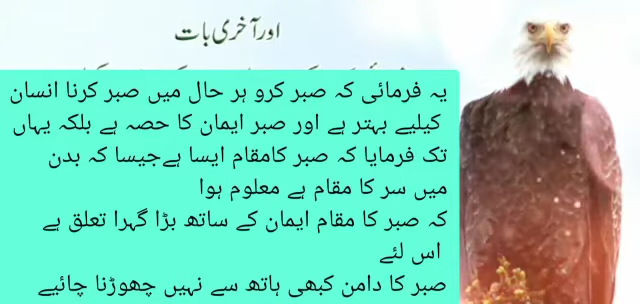 اور آخری بات
یہ فرمائی کہ صبر کرو ہر حال میں صبر کرنا انسان
کیلیے بہتر ہے اور صبر ایمان کا حصہ ہے بلکہ یہاں
تک فرمایا کہ صبر کامقام ایسا ہےجیسا کہ بدن
میں سر کا مقام ہے معلوم ہوا
کہ صبر کا مقام ایمان کے ساتھ بڑا گہرا تعلق ہے
اس لئے
صبر کا دامن کبھی ہاتھ سے نہیں چھوڑنا چائیے